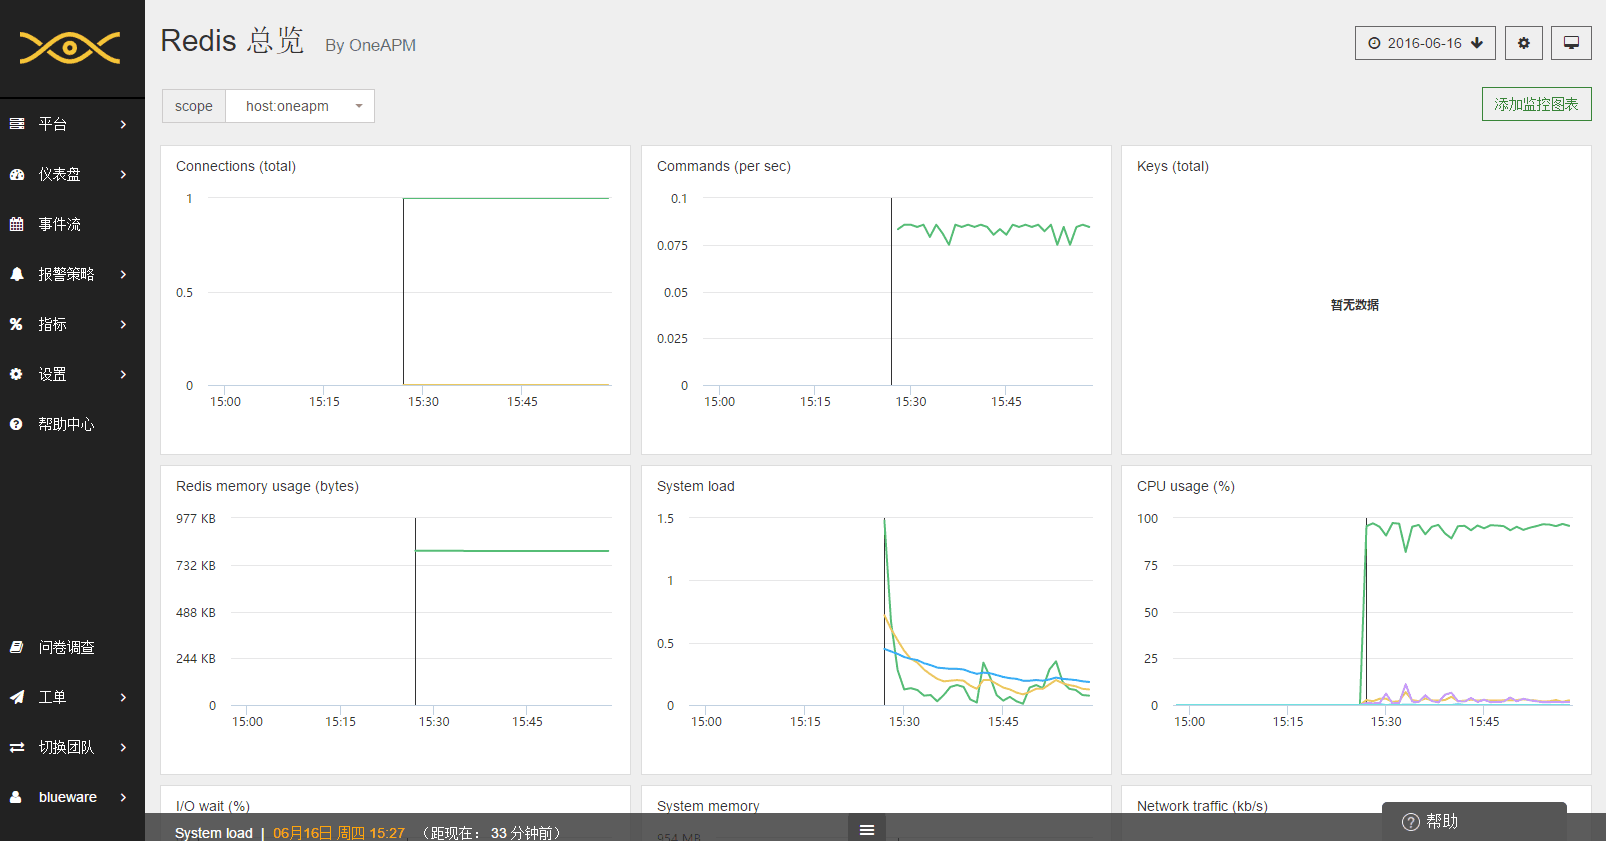 Redis 总览 By OneAPM
2016-06-16
scope host:oneapm
添加监控图表
平台
仪表盘
事件流
报警策略
指标
设置
帮助中心
问卷调查
工单
切换团队
blueware
Connections (total)
1
0.5
0
15:00 15:15 15:30 15:45
Commands (per sec)
0.1
0.075
0.05
0.025
0
15:00 15:15 15:30 15:45
Keys (total)
暂无数据
Redis memory usage (bytes)
977 KB
732 KB
488 KB
244 KB
0
15:00 15:15 15:30 15:45
System load
1.5
1
0.5
0
15:00 15:15 15:30 15:45
CPU usage (%)
100
75
50
25
0
15:00 15:15 15:30 15:45
I/O wait (%)
System memory
954 MB
Network traffic (kb/s)
System load | 06月16日 周四 15:27, （距现在： 33 分钟前）
帮助